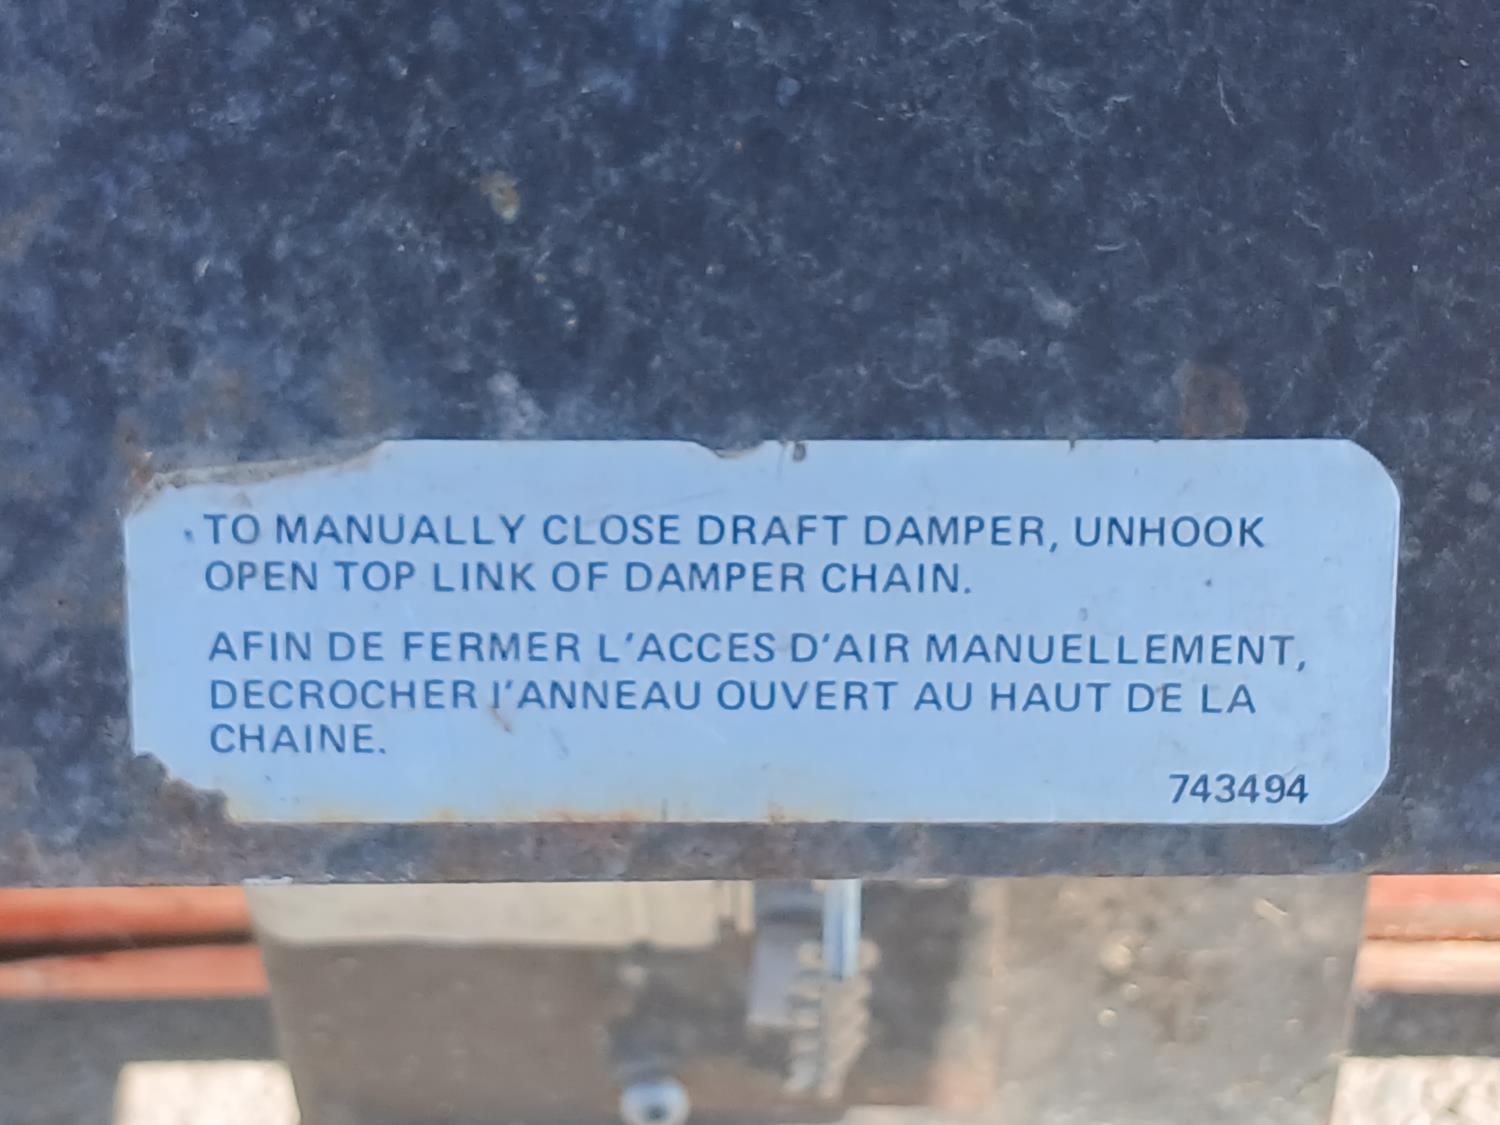 TO MANUALLY CLOSE DRAFT DAMPER, UNHOOK
OPEN TOP LINK OF DAMPER CHAIN.
AFIN DE FERMER L'ACCES D'AIR MANUELLEMENT,
DECROCHER l'ANNEAU OUVERT AU HAUT DE LA
CHAINE.
743494